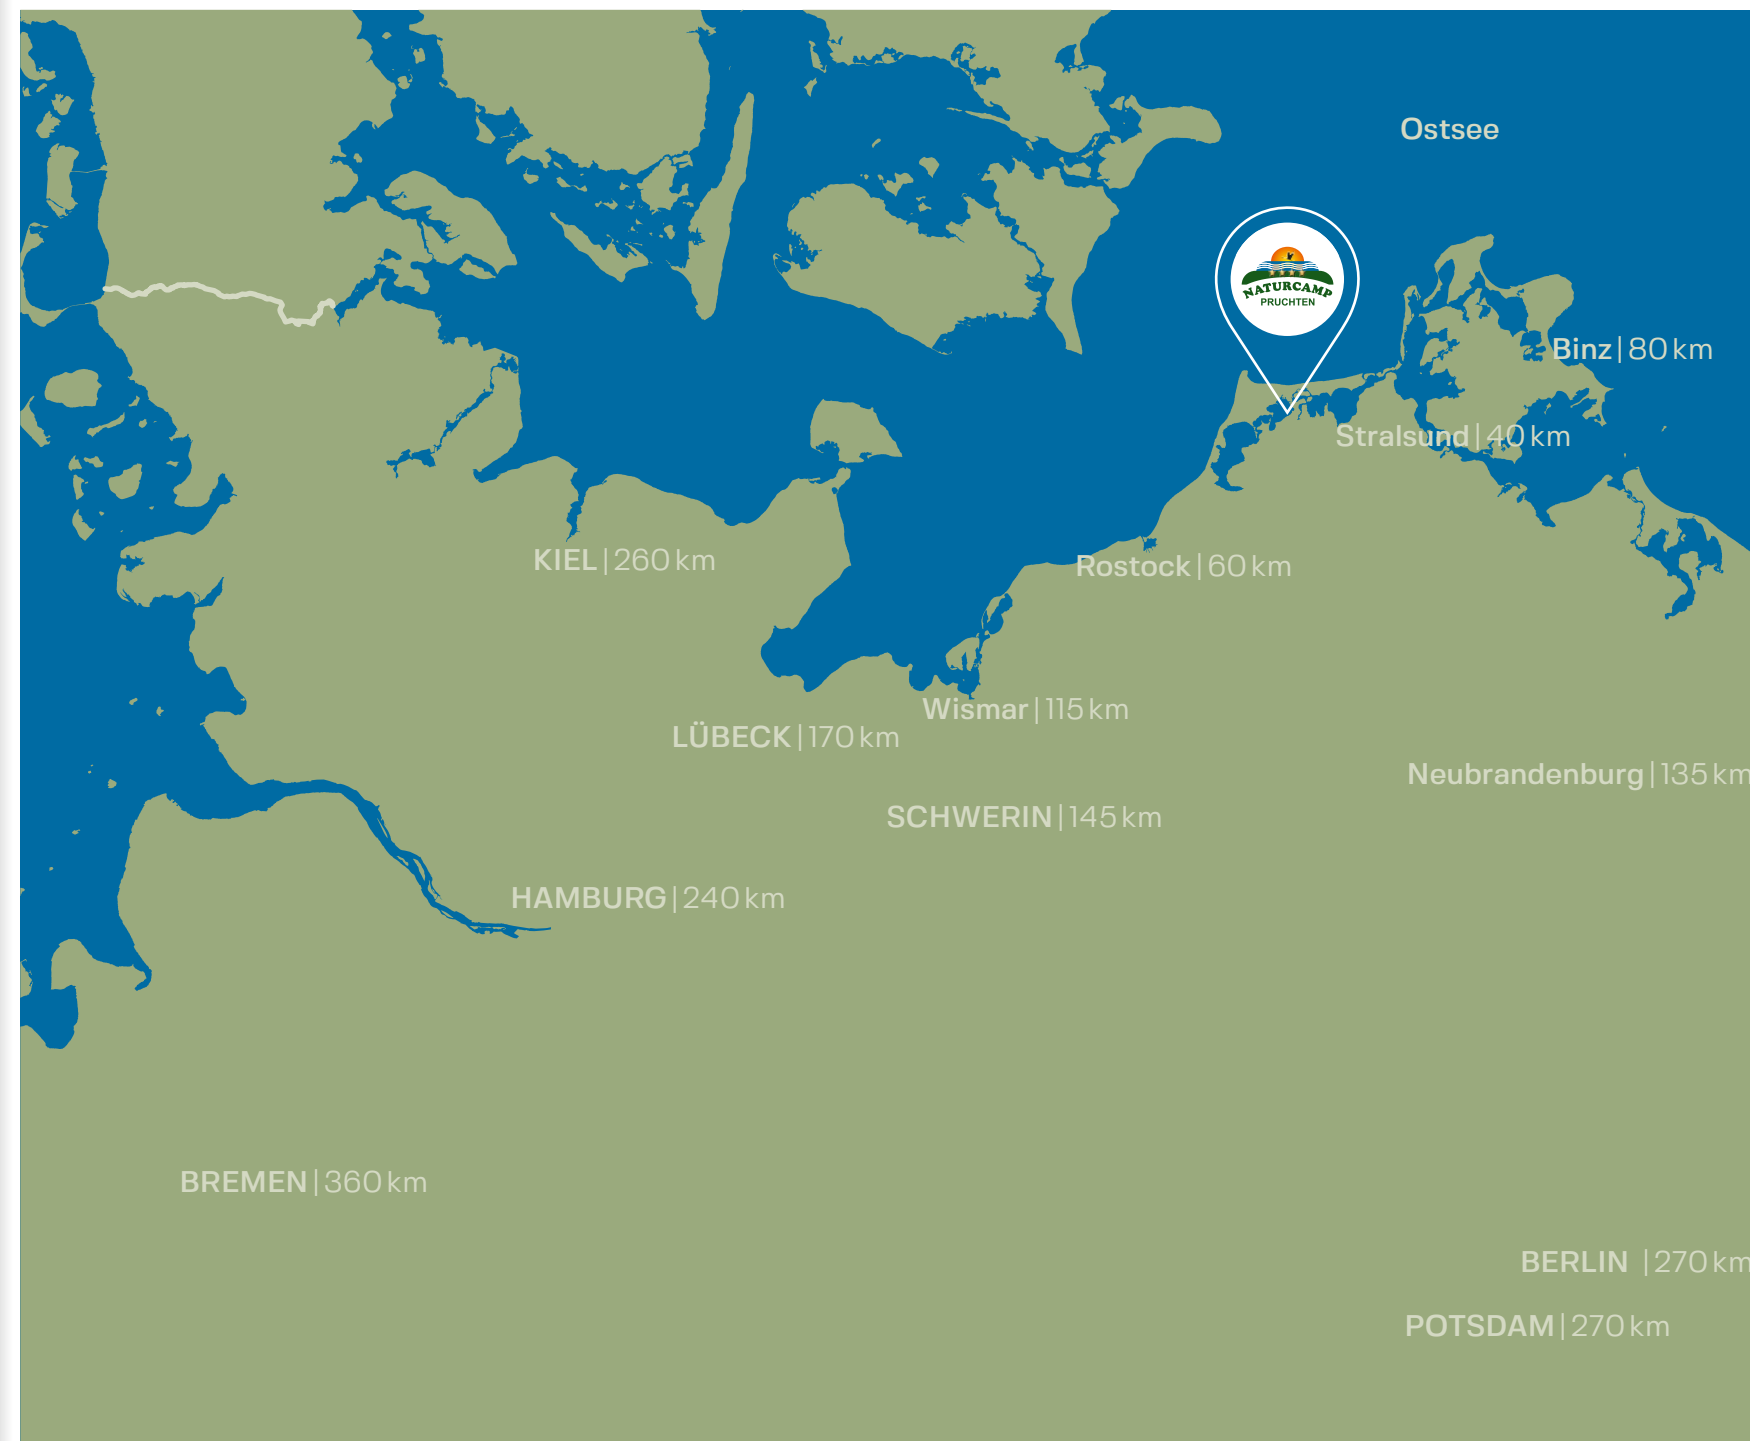 Ostsee
NATURCAMP
PRUCHTEN
Binz | 80 km
Stralsund | 40 km
KIEL | 260 km
Rostock | 60 km
Wismar | 115 km
LÜBECK | 170 km
Neubrandenburg | 135 km
SCHWERIN | 145 km
HAMBURG | 240 km
BREMEN | 360 km
BERLIN | 270 km
POTSDAM | 270 km